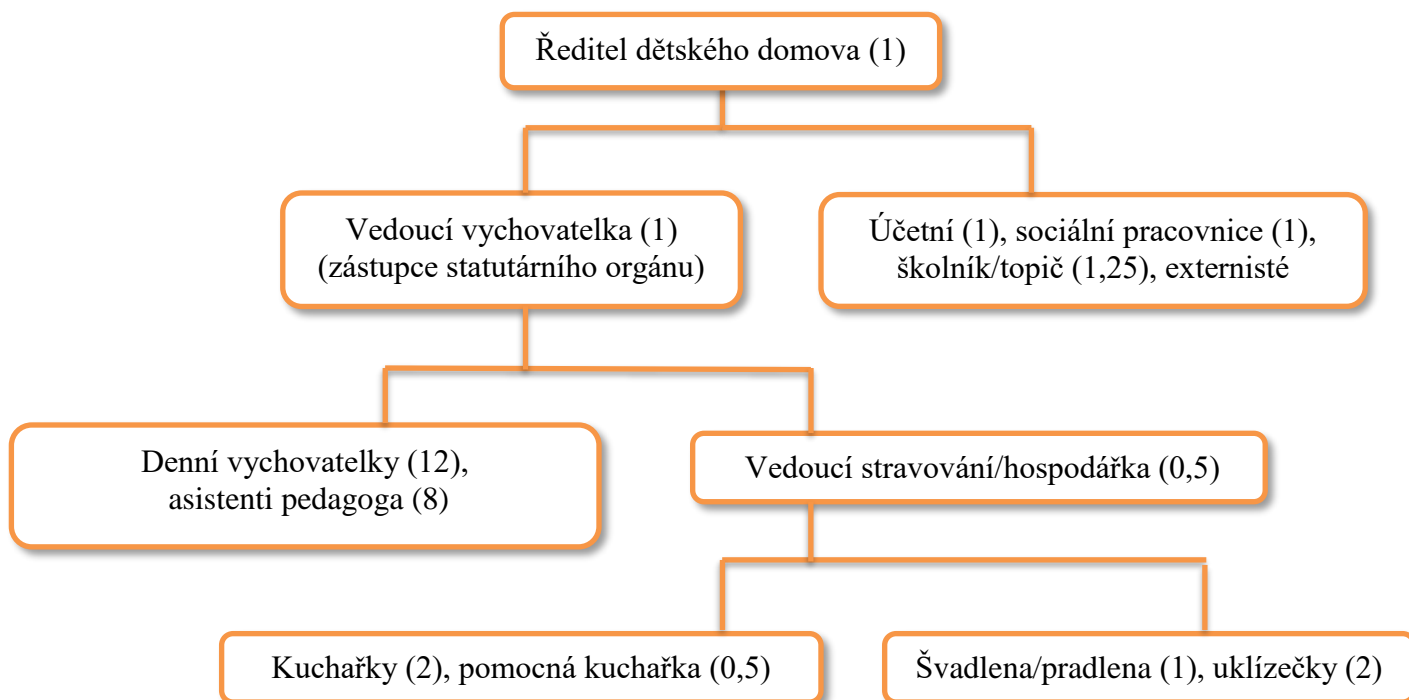 Ředitel dětského domova (1)
Vedoucí vychovatelka (1)
(zástupce statutárního orgánu)
Účetní (1), sociální pracovnice (1),
školník/topič (1,25), externisté
Denní vychovatelky (12),
asistenti pedagoga (8)
Vedoucí stravování/hospodářka (0,5)
Kuchařky (2), pomocná kuchařka (0,5)
Švadlena/pradlena (1), uklízečky (2)